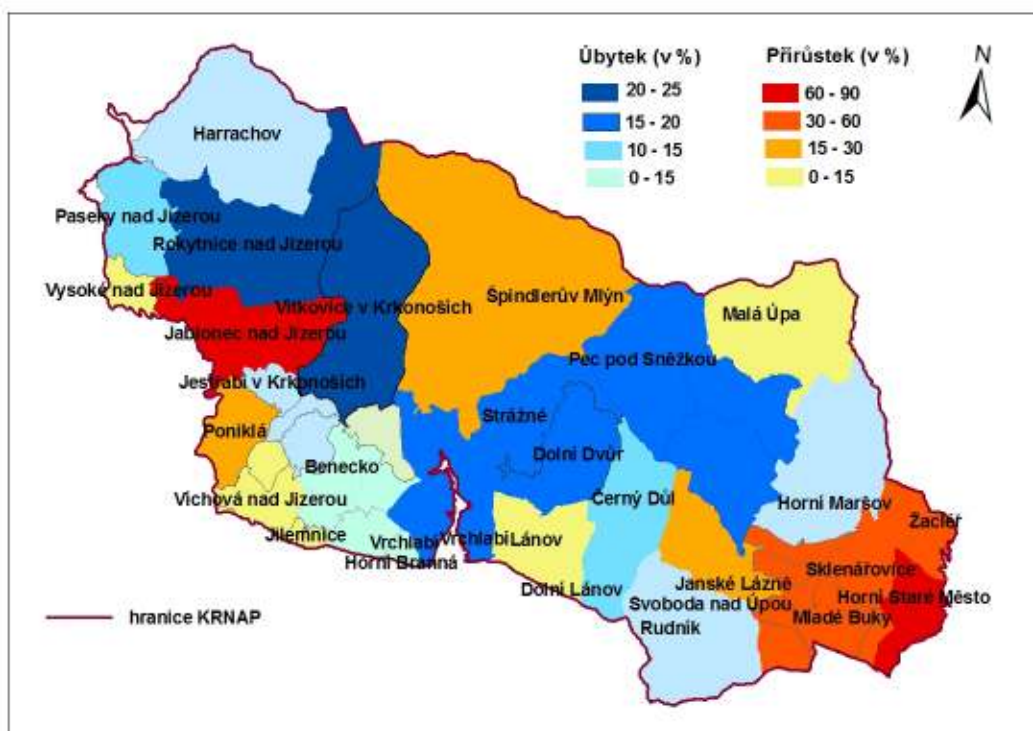 Úbytek (v %)
20 - 25
15 - 20
10 - 15
0 - 15
Přírůstek (v %)
60 - 90
30 - 60
15 - 30
0 - 15
N
Harrachov
Paseky nad Jizerou
Rokytnice nad Jizerou
Vysoké nad Jizerou
Vítkovice v Krkonoších
Špindlerův Mlýn
Malá Úpa
Jablonec nad Jizerou
Pec pod Sněžkou
Jestrabí v Krkonoších
Strážné
Poniklá
Dolní Dvůr
Benecko
Černý Důl
Víchová nad Jizerou
Horní Maršov
Žacléř
Jilemnice
Vrchlabí
Vrchlabí
Lánov
Horní Branná
Sklenářovice
Dolní Lánov
Janské Lázně
Horní Staré Město
Svoboda nad Úpou
Mladé Buky
Rudník
hranice KRNAP